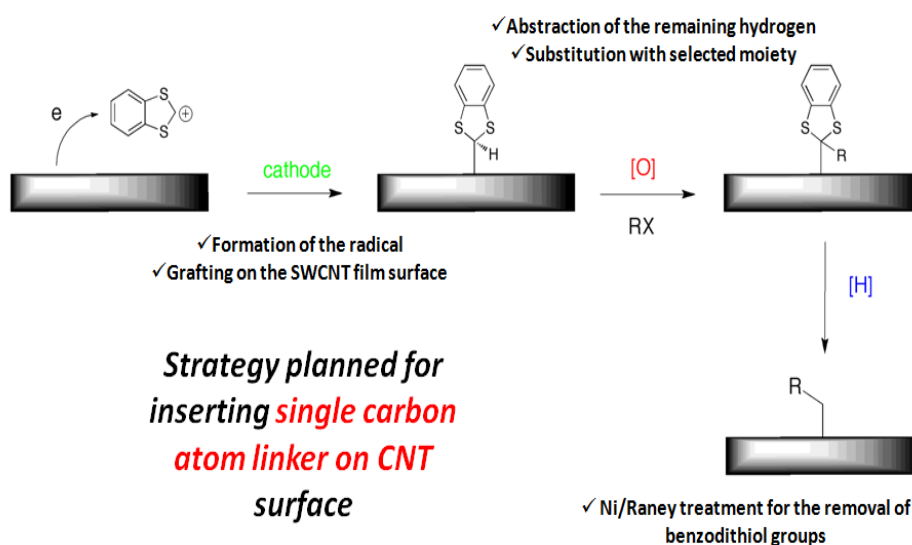 ✓Abstraction of the remaining hydrogen
✓Substitution with selected moiety
e
S
S
⊕
S
S
H
S
S
R
cathode
[O]
RX
✓Formation of the radical
✓Grafting on the SWCNT film surface
[H]
Strategy planned for
inserting single carbon
atom linker on CNT
surface
R
✓ Ni/Raney treatment for the removal of
benzodithiol groups